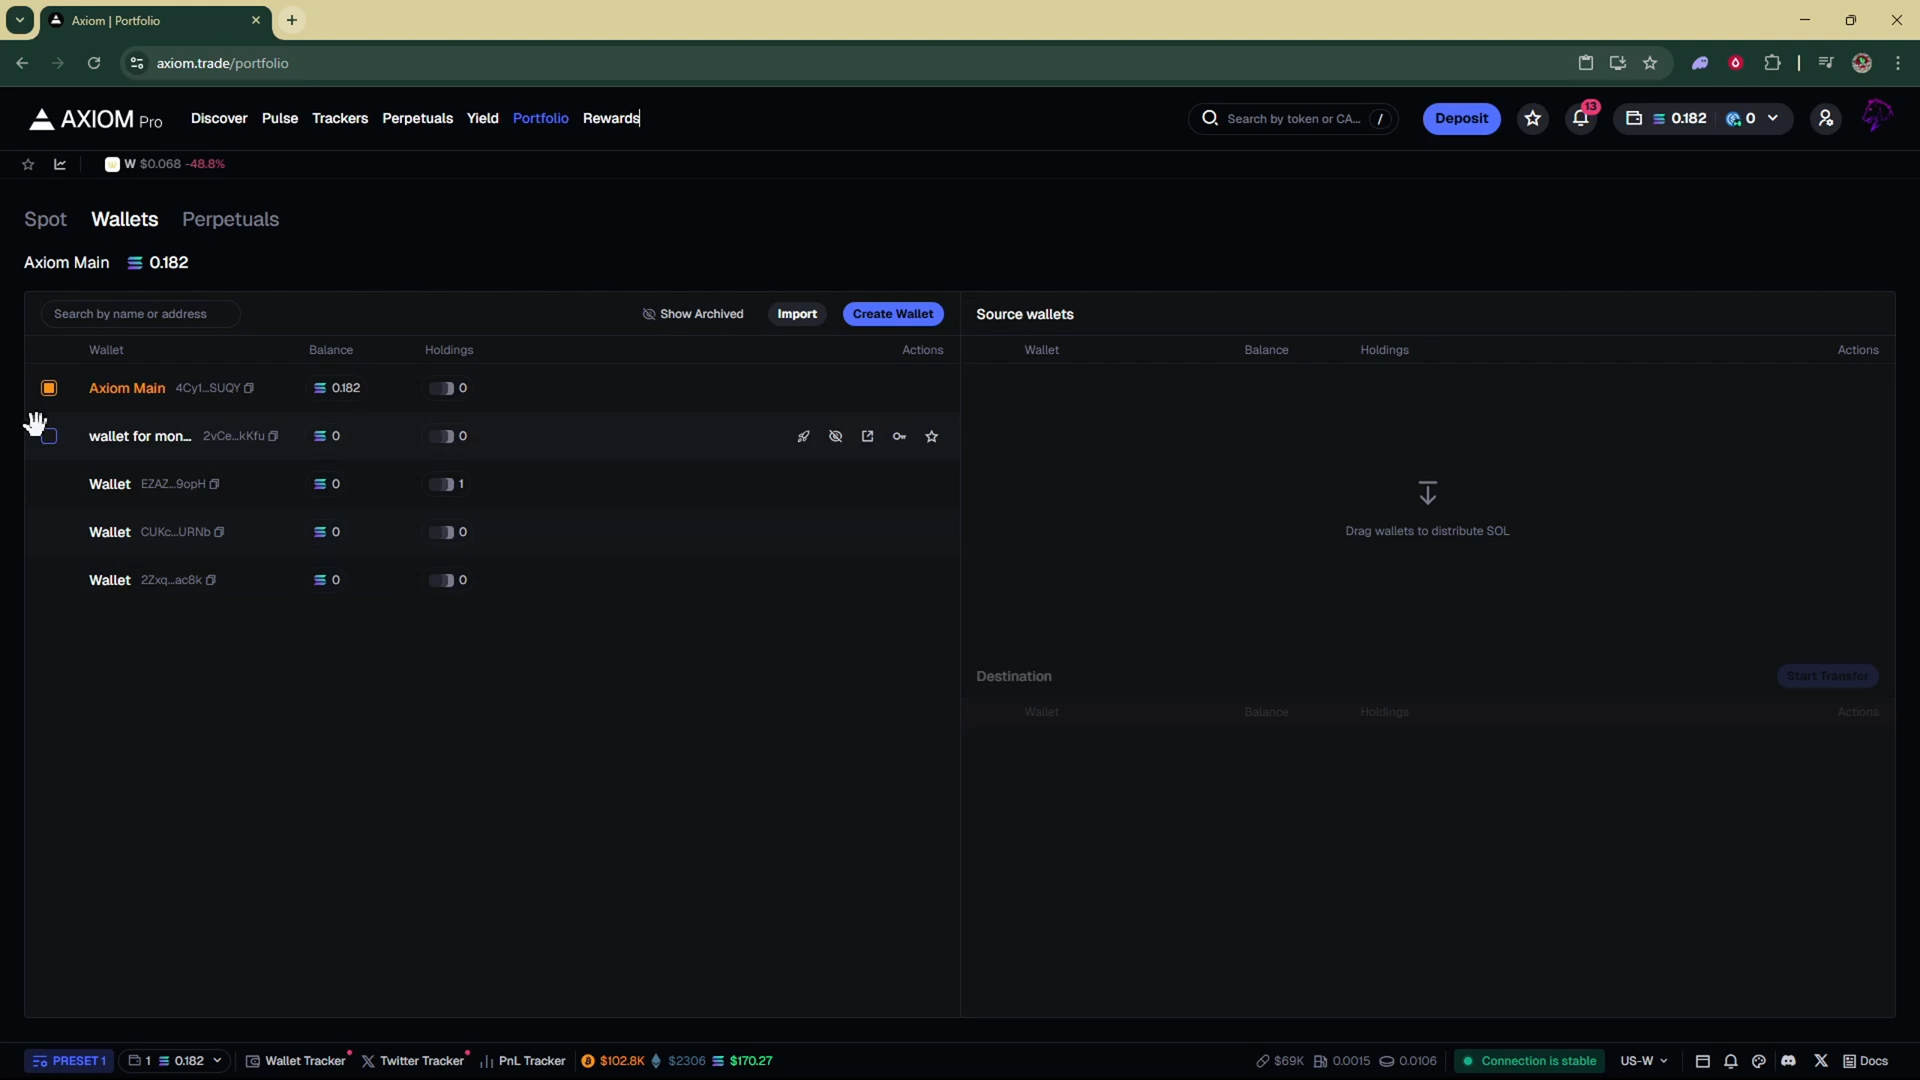 Axiom | Portfolio
axiom.trade/portfolio
AXIOM Pro Discover Pulse Trackers Perpetuals Yield Portfolio Rewards Search by token or CA... / Deposit 13 0.182 0
W $0.068 -48.8%
Spot Wallets Perpetuals
Axiom Main 0.182
Search by name or address Show Archived Import Create Wallet Source wallets
Wallet Balance Holdings Actions Wallet Balance Holdings Actions
Axiom Main 4Cy1...SUQY 0.182 0
wallet for mon... 2vCe...kKfu 0 0
Wallet EZAZ...9opH 0 1
Wallet CUKc...URNb 0 0
Wallet 2Zxq...ac8k 0 0
Drag wallets to distribute SOL
Destination Start Transfer
Wallet Balance Holdings Actions
PRESET 1 1 0.182 Wallet Tracker Twitter Tracker PnL Tracker $102.8K $2306 $170.27 $69K 0.0015 0.0106 Connection is stable US-W Docs